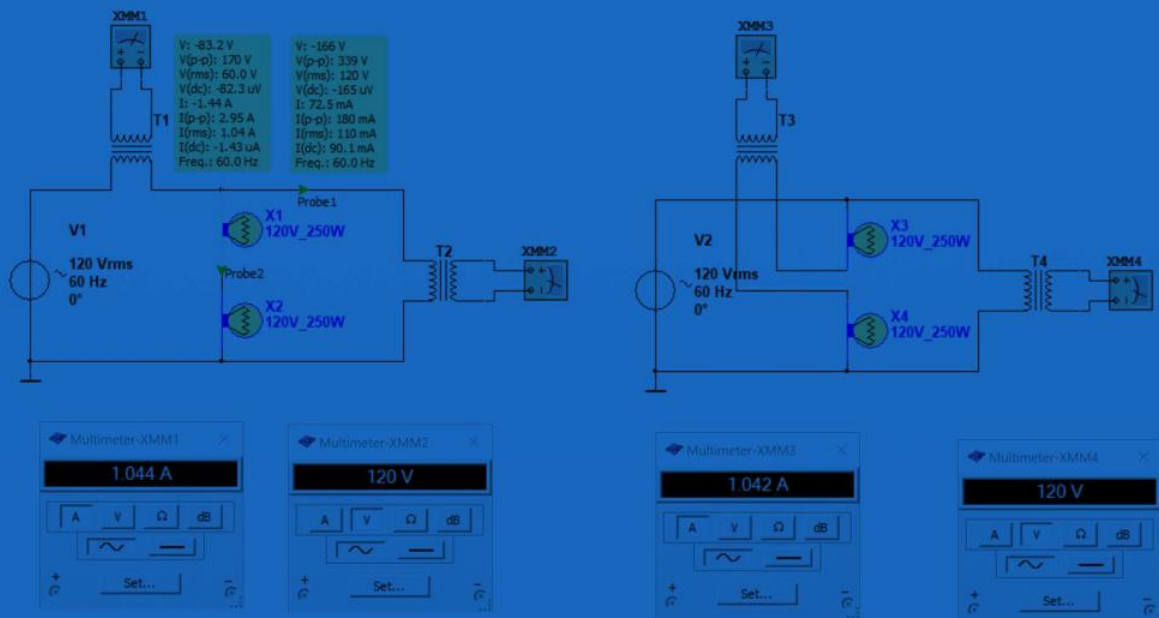 XMM1
V: -83.2 V
V(p-p): 170 V
V(rms): 60.0 V
V(dc): -82.3 uV
I: -1.44 A
I(p-p): 2.95 A
I(rms): 1.04 A
I(dc): -1.43 uA
Freq.: 60.0 Hz
V: -166 V
V(p-p): 339 V
V(rms): 120 V
V(dc): -165 uV
I: 72.5 mA
I(p-p): 180 mA
I(rms): 110 mA
I(dc): 90.1 mA
Freq.: 60.0 Hz
T1
Probe1
X1
120V_250W
V1
120 Vrms
60 Hz
0°
Probe2
X2
120V_250W
T2
XMM2
XMM3
T3
X3
120V_250W
V2
120 Vrms
60 Hz
0°
X4
120V_250W
T4
XMM4
Multimeter-XMM1
1.044 A
A V Ω dB
+ Set... -
Multimeter-XMM2
120 V
A V Ω dB
+ Set... -
Multimeter-XMM3
1.042 A
A V Ω dB
+ Set... -
Multimeter-XMM4
120 V
A V Ω dB
+ Set... -